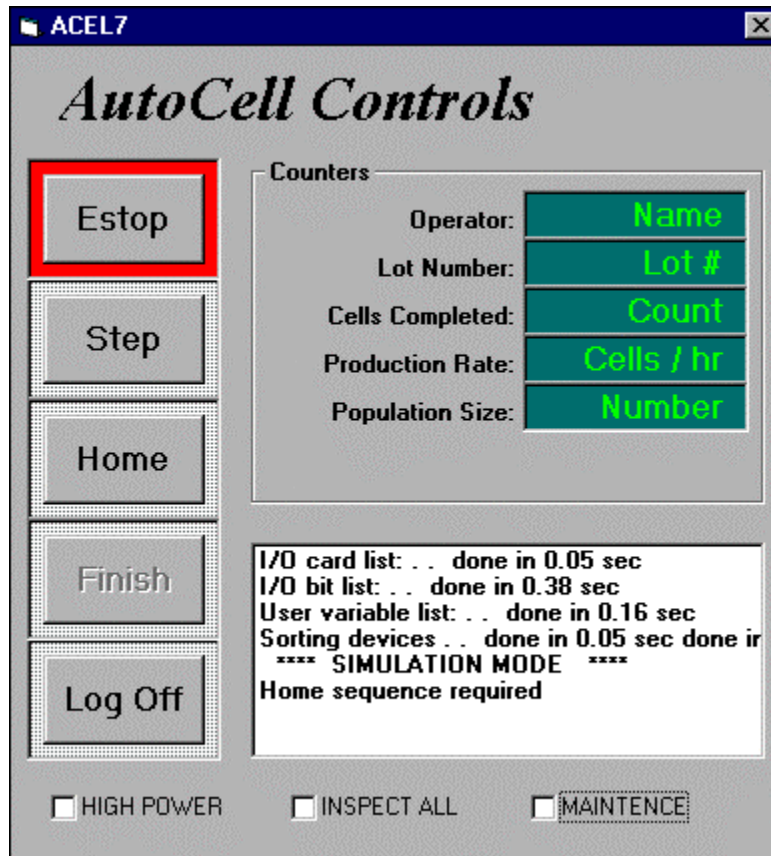 ACEL7
AutoCell Controls
Estop
Step
Home
Finish
Log Off
Counters
Operator: Name
Lot Number: Lot #
Cells Completed: Count
Production Rate: Cells / hr
Population Size: Number
I/O card list: . . done in 0.05 sec
I/O bit list: . . done in 0.38 sec
User variable list: . . done in 0.16 sec
Sorting devices . . done in 0.05 sec done ir
**** SIMULATION MODE ****
Home sequence required
HIGH POWER
INSPECT ALL
MAINTENCE